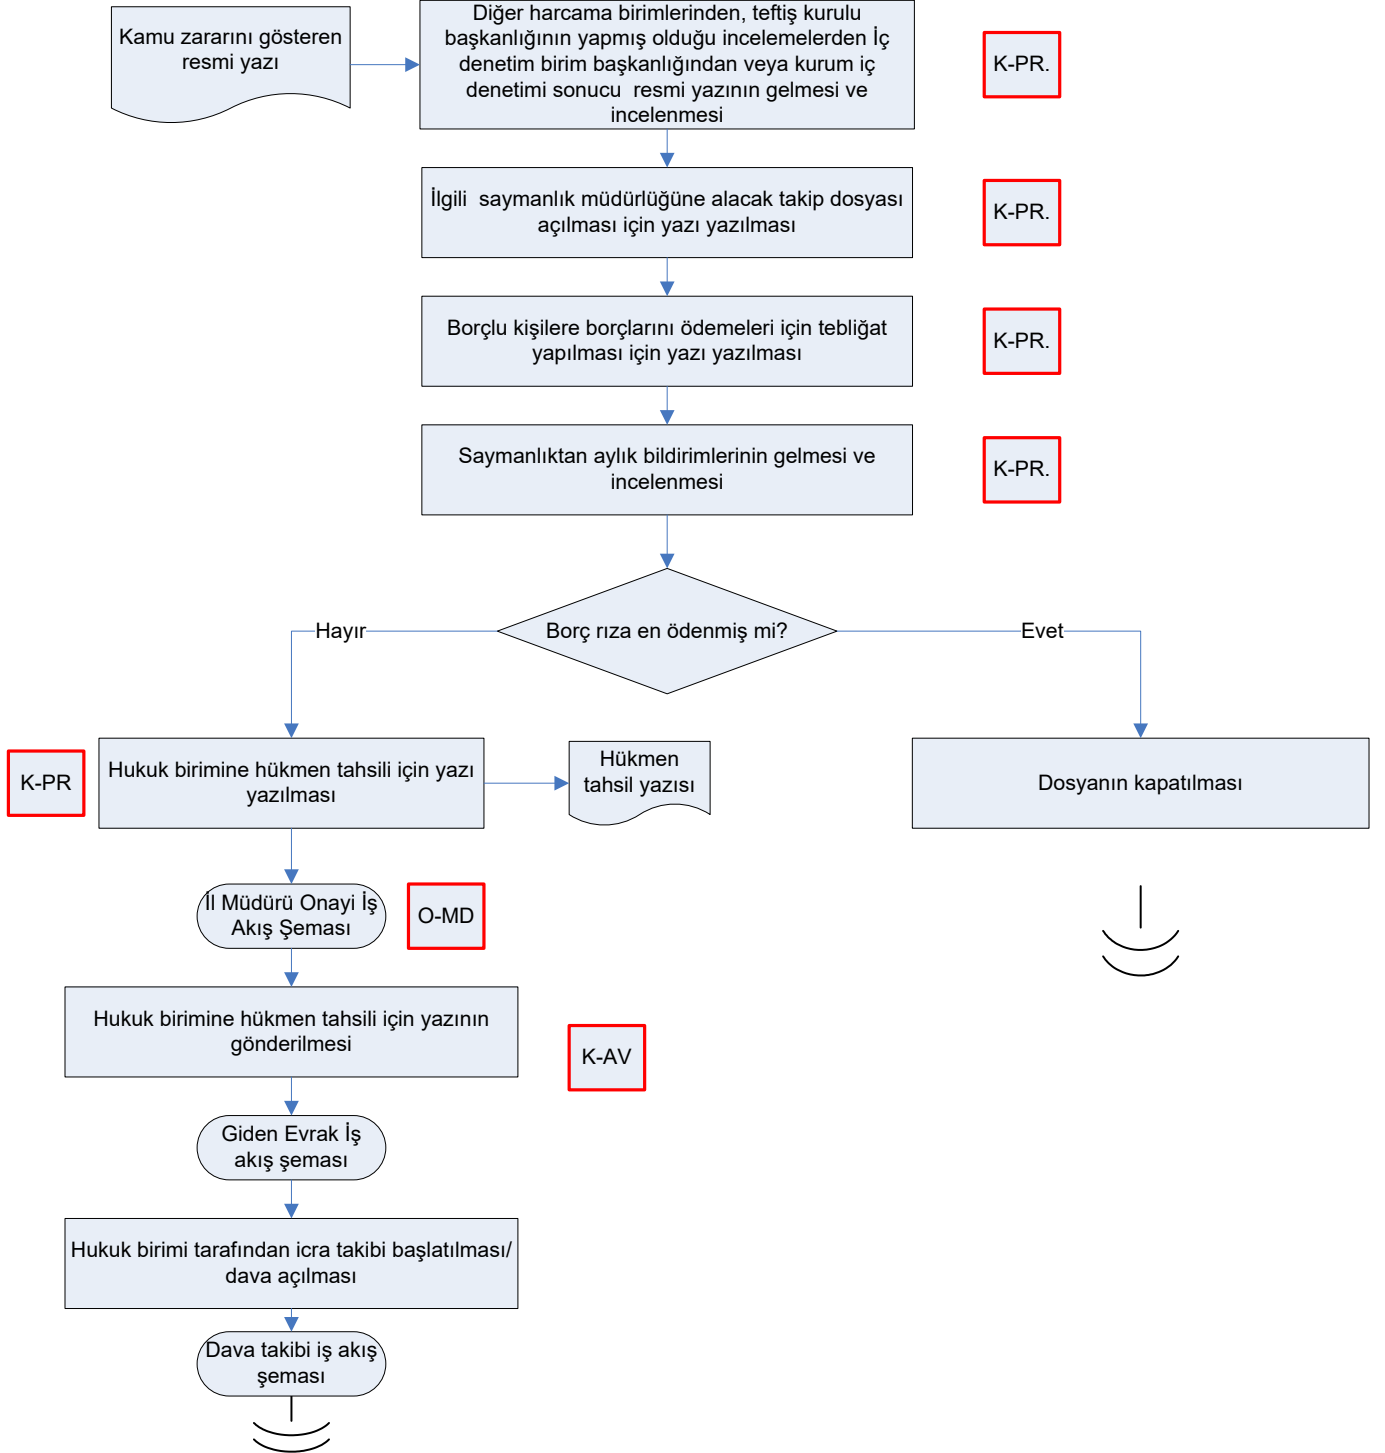 Kamu zararını gösteren
resmi yazı
Diğer harcama birimlerinden, teftiş kurulu
başkanlığının yapmış olduğu incelemelerden İç
denetim birim başkanlığından veya kurum iç
denetimi sonucu  resmi yazının gelmesi ve
incelenmesi
K-PR.
İlgili  saymanlık müdürlüğüne alacak takip dosyası
açılması için yazı yazılması
K-PR.
Borçlu kişilere borçlarını ödemeleri için tebliğat
yapılması için yazı yazılması
K-PR.
Saymanlıktan aylık bildirimlerinin gelmesi ve
incelenmesi
K-PR.
Hayır
Borç rıza en ödenmiş mi?
Evet
K-PR
Hukuk birimine hükmen tahsili için yazı
yazılması
Hükmen
tahsil yazısı
Dosyanın kapatılması
İl Müdürü Onayi İş
Akış Şeması
O-MD
Hukuk birimine hükmen tahsili için yazının
gönderilmesi
K-AV
Giden Evrak İş
akış şeması
Hukuk birimi tarafından icra takibi başlatılması/
dava açılması
Dava takibi iş akış
şeması